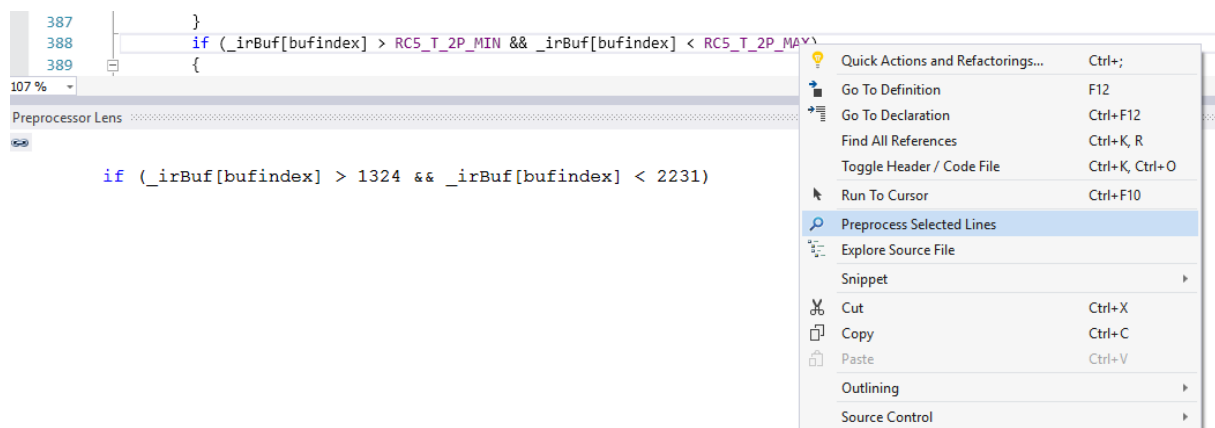 387 }
388 if (_irBuf[bufindex] > RC5_T_2P_MIN && _irBuf[bufindex] < RC5_T_2P_MAX)
389 {
107 %
Preprocessor Lens
if (_irBuf[bufindex] > 1324 && _irBuf[bufindex] < 2231)
Quick Actions and Refactorings... Ctrl+;
Go To Definition F12
Go To Declaration Ctrl+F12
Find All References Ctrl+K, R
Toggle Header / Code File Ctrl+K, Ctrl+O
Run To Cursor Ctrl+F10
Preprocess Selected Lines
Explore Source File
Snippet
Cut Ctrl+X
Copy Ctrl+C
Paste Ctrl+V
Outlining
Source Control